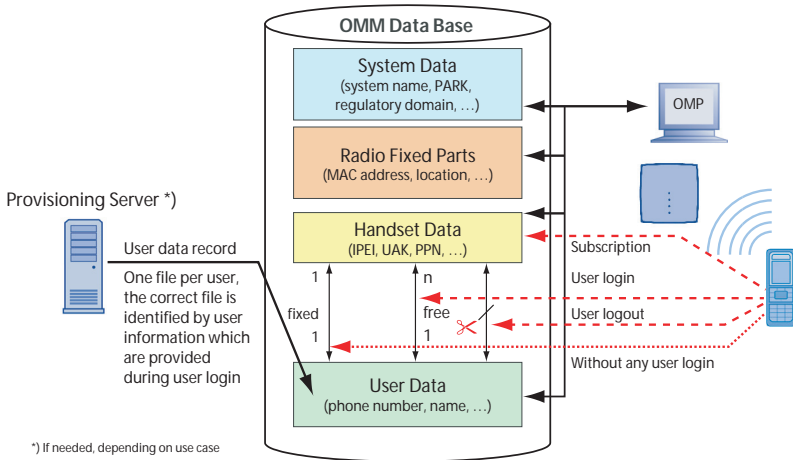 OMM Data Base
System Data
(system name, PARK,
regulatory domain, ...)
OMP
Radio Fixed Parts
(MAC address, location, ...)
Provisioning Server *)
Handset Data
(IPEI, UAK, PPN, ...)
User data record
One file per user,
the correct file is
identified by user
information which
are provided
during user login
Subscription
1
n
User login
fixed
free
User logout
1
1
Without any user login
User Data
(phone number, name, ...)
*) If needed, depending on use case